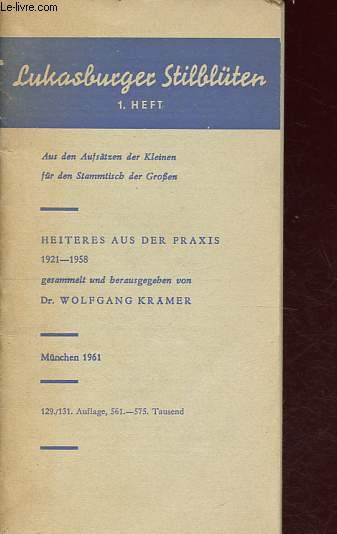 Le-Livre.com
Lukasburger Stilblüten
1. HEFT
Aus den Aufsätzen der Kleinen
für den Stammtisch der Großen
HEITERES AUS DER PRAXIS
1921—1958
gesammelt und herausgegeben von
Dr. WOLFGANG KRÄMER
München 1961
129./131. Auflage, 561.—575. Tausend